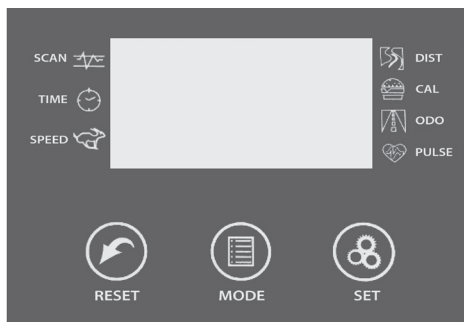 SCAN
TIME
SPEED
DIST
CAL
ODO
PULSE
RESET
MODE
SET